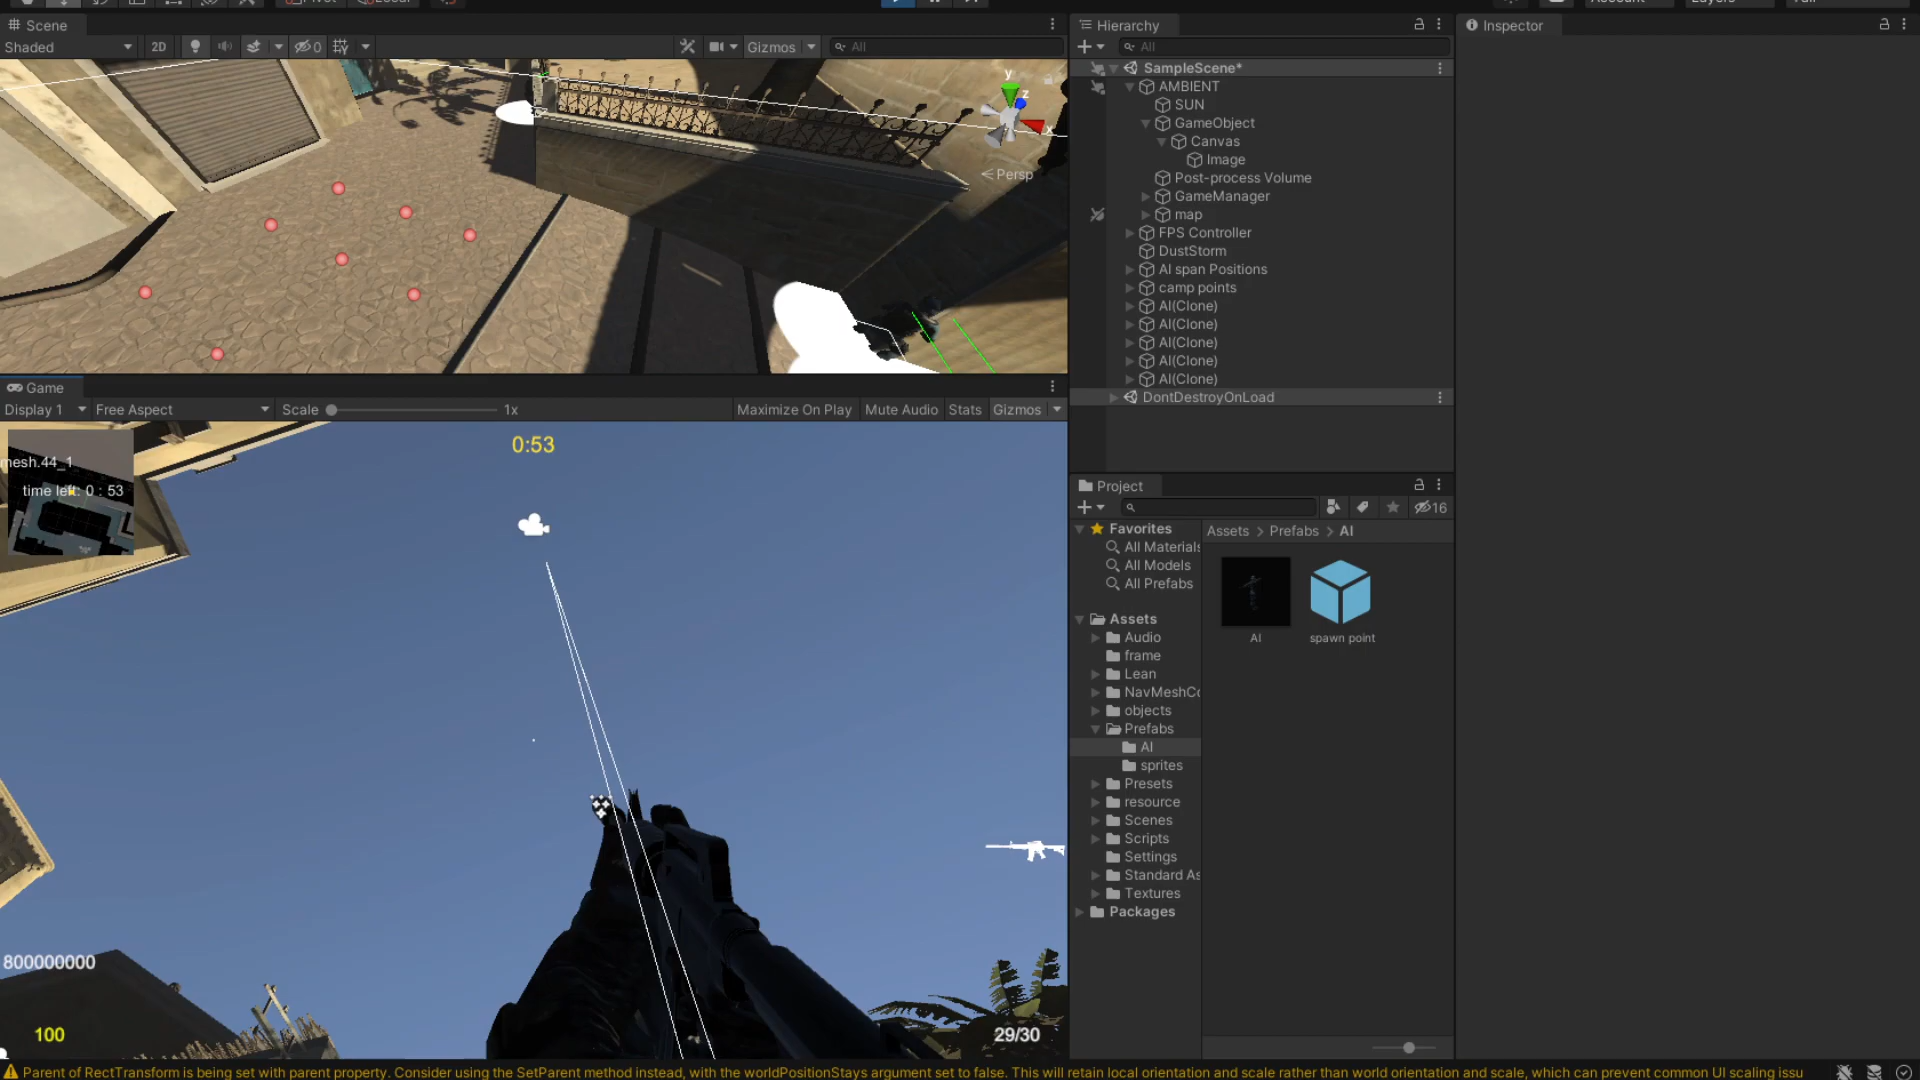 Scene
Shaded
2D
0
Gizmos
All
y
z
x
Persp
Game
Display 1
Free Aspect
Scale
1x
Maximize On Play
Mute Audio
Stats
Gizmos
0:53
mesh.44_1
time left: 0 : 53
800000000
100
29/30
Hierarchy
All
SampleScene*
AMBIENT
SUN
GameObject
Canvas
Image
Post-process Volume
GameManager
map
FPS Controller
DustStorm
AI span Positions
camp points
AI(Clone)
AI(Clone)
AI(Clone)
AI(Clone)
AI(Clone)
DontDestroyOnLoad
Project
16
Favorites
All Materials
All Models
All Prefabs
Assets
Audio
frame
Lean
NavMeshCo
objects
Prefabs
AI
sprites
Presets
resource
Scenes
Scripts
Settings
Standard As
Textures
Packages
Assets > Prefabs > AI
AI
spawn point
Inspector
Parent of RectTransform is being set with parent property. Consider using the SetParent method instead, with the worldPositionStays argument set to false. This will retain local orientation and scale rather than world orientation and scale, which can prevent common UI scaling issu